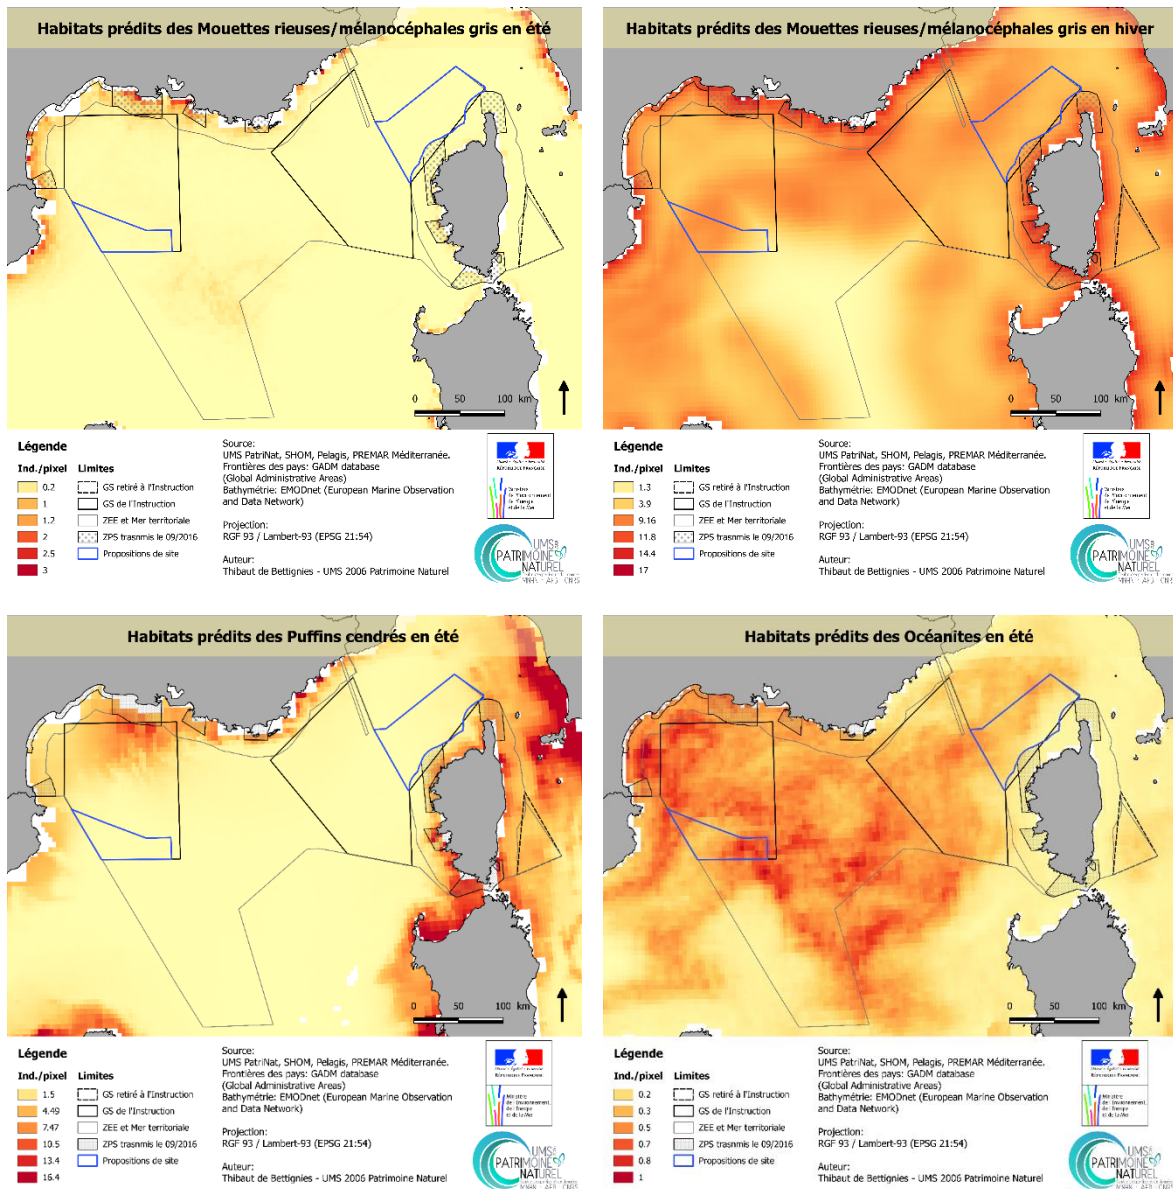 Habitats prédits des Mouettes rieuses/mélanocéphales gris en été
0 50 100 km
Légende
Ind./pixel Limites
0.2 GS retiré à l'Instruction
1 GS de l'Instruction
1.2 ZEE et Mer territoriale
2 ZPS trasnmis le 09/2016
2.5 Propositions de site
3
Source:
UMS PatriNat, SHOM, Pelagis, PREMAR Méditerranée.
Frontières des pays: GADM database
(Global Administrative Areas)
Bathymétrie: EMODnet (European Marine Observation
and Data Network)
Projection:
RGF 93 / Lambert-93 (EPSG 21:54)
Auteur:
Thibaut de Bettignies - UMS 2006 Patrimoine Naturel
UMS
PATRIMOINE
NATUREL
Habitats prédits des Mouettes rieuses/mélanocéphales gris en hiver
0 50 100 km
Légende
Ind./pixel Limites
1.3 GS retiré à l'Instruction
3.9 GS de l'Instruction
9.16 ZEE et Mer territoriale
11.8 ZPS trasnmis le 09/2016
14.4 Propositions de site
17
Source:
UMS PatriNat, SHOM, Pelagis, PREMAR Méditerranée.
Frontières des pays: GADM database
(Global Administrative Areas)
Bathymétrie: EMODnet (European Marine Observation
and Data Network)
Projection:
RGF 93 / Lambert-93 (EPSG 21:54)
Auteur:
Thibaut de Bettignies - UMS 2006 Patrimoine Naturel
UMS
PATRIMOINE
NATUREL
Habitats prédits des Puffins cendrés en été
0 50 100 km
Légende
Ind./pixel Limites
1.5 GS retiré à l'Instruction
4.49 GS de l'Instruction
7.47 ZEE et Mer territoriale
10.5 ZPS trasnmis le 09/2016
13.4 Propositions de site
16.4
Source:
UMS PatriNat, SHOM, Pelagis, PREMAR Méditerranée.
Frontières des pays: GADM database
(Global Administrative Areas)
Bathymétrie: EMODnet (European Marine Observation
and Data Network)
Projection:
RGF 93 / Lambert-93 (EPSG 21:54)
Auteur:
Thibaut de Bettignies - UMS 2006 Patrimoine Naturel
UMS
PATRIMOINE
NATUREL
Habitats prédits des Océanites en été
0 50 100 km
Légende
Ind./pixel Limites
0.2 GS retiré à l'Instruction
0.3 GS de l'Instruction
0.5 ZEE et Mer territoriale
0.7 ZPS trasnmis le 09/2016
0.8 Propositions de site
1
Source:
UMS PatriNat, SHOM, Pelagis, PREMAR Méditerranée.
Frontières des pays: GADM database
(Global Administrative Areas)
Bathymétrie: EMODnet (European Marine Observation
and Data Network)
Projection:
RGF 93 / Lambert-93 (EPSG 21:54)
Auteur:
Thibaut de Bettignies - UMS 2006 Patrimoine Naturel
UMS
PATRIMOINE
NATUREL